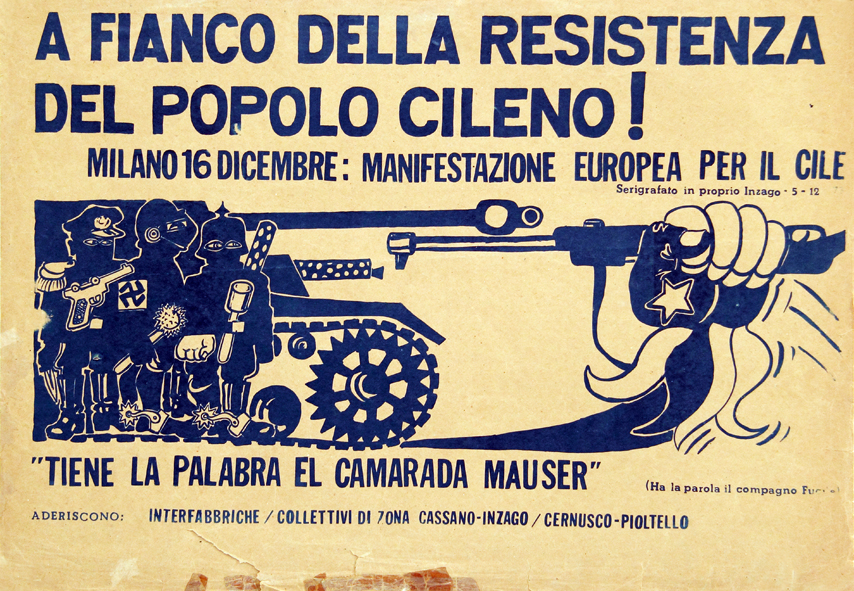 A FIANCO DELLA RESISTENZA
DEL POPOLO CILENO!
MILANO 16 DICEMBRE: MANIFESTAZIONE EUROPEA PER IL CILE
Serigrafato in proprio Inzago - 5 - 12
"TIENE LA PALABRA EL CAMARADA MAUSER"
(Ha la parola il compagno
ADERISCONO: INTERFABBRICHE / COLLETTIVI DI ZONA CASSANO-INZAGO / CERNUSCO-PIOLTELLO